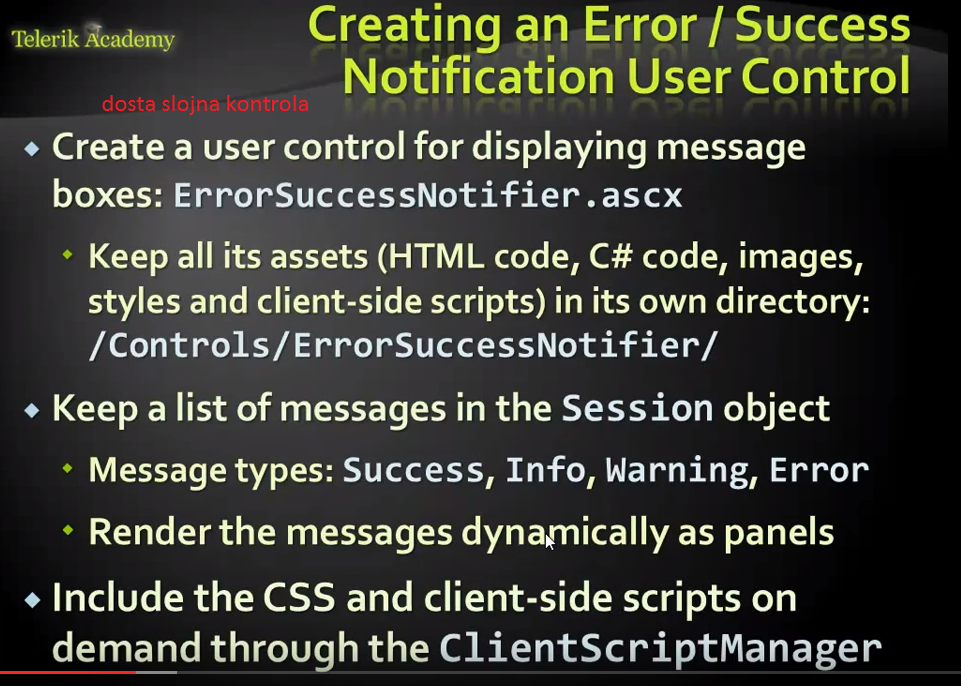 Telerik Academy
Creating an Error / Success
Notification User Control
dosta slojna kontrola
Create a user control for displaying message
boxes: ErrorSuccessNotifier.ascx
Keep all its assets (HTML code, C# code, images,
styles and client-side scripts) in its own directory:
/Controls/ErrorSuccessNotifier/
Keep a list of messages in the Session object
Message types: Success, Info, Warning, Error
Render the messages dynamically as panels
Include the CSS and client-side scripts on
demand through the ClientScriptManager